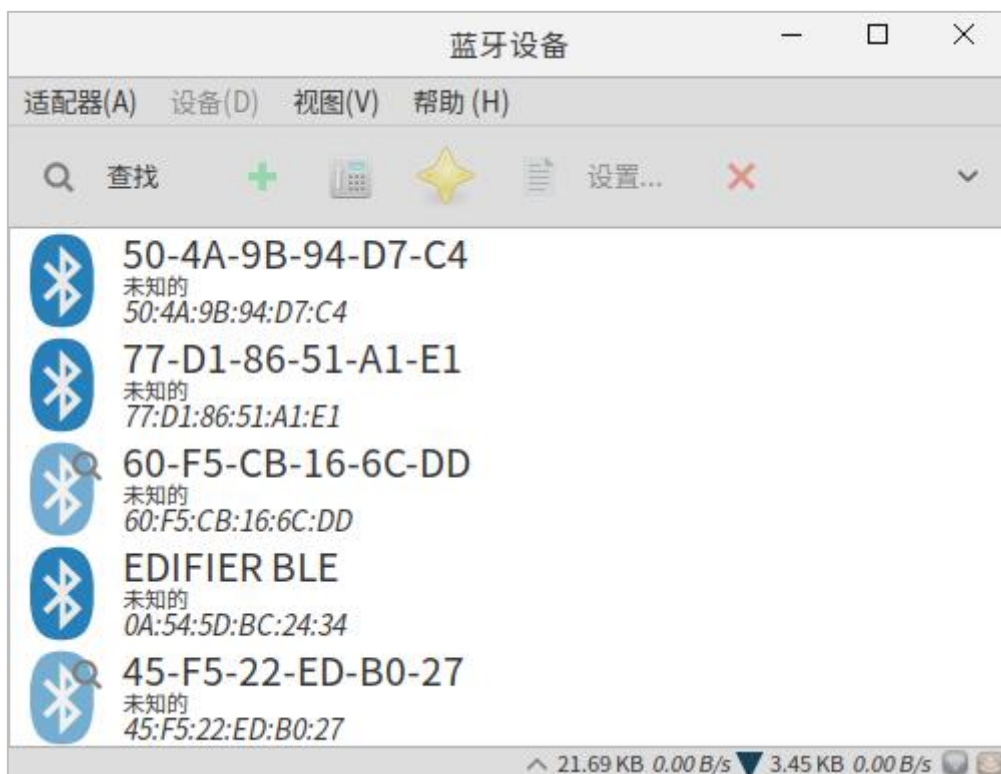 蓝牙设备
适配器(A) 设备(D) 视图(V) 帮助 (H)
查找 设置...
50-4A-9B-94-D7-C4
未知的
50:4A:9B:94:D7:C4
77-D1-86-51-A1-E1
未知的
77:D1:86:51:A1:E1
60-F5-CB-16-6C-DD
未知的
60:F5:CB:16:6C:DD
EDIFIER BLE
未知的
0A:54:5D:BC:24:34
45-F5-22-ED-B0-27
未知的
45:F5:22:ED:B0:27
21.69 KB 0.00 B/s 3.45 KB 0.00 B/s